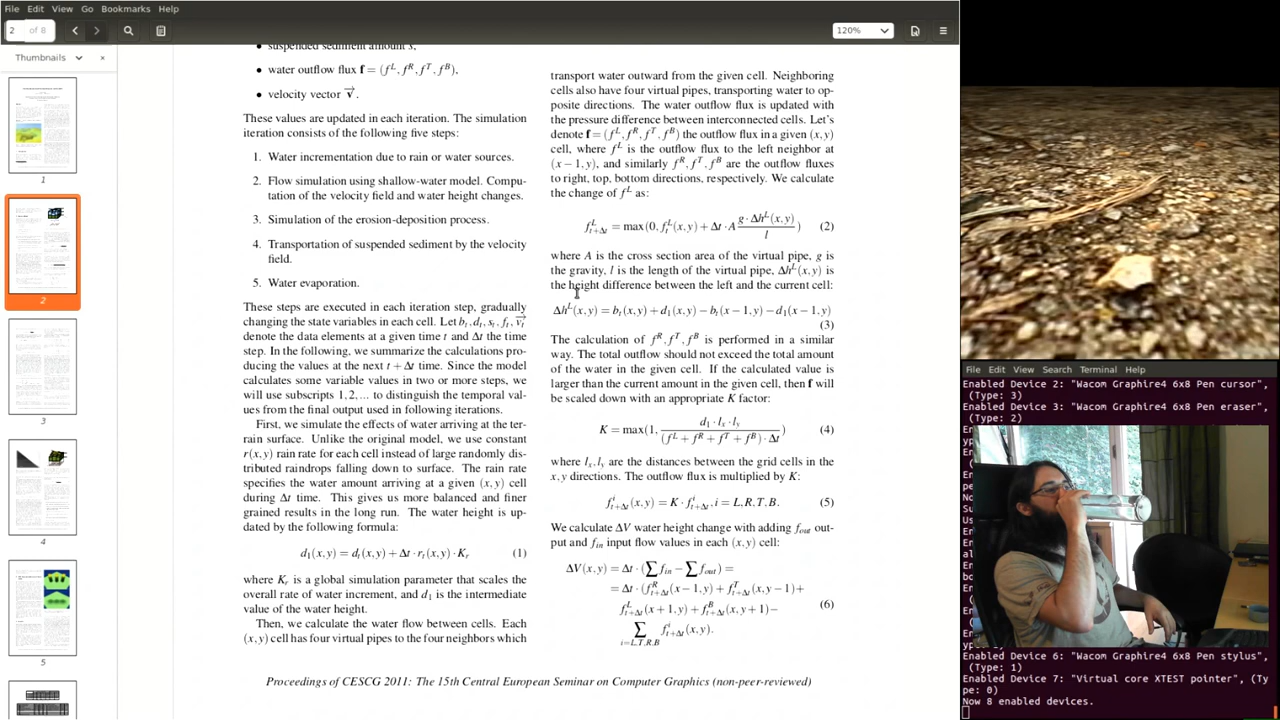 File Edit View Go Bookmarks Help
2 of 8
120%
Thumbnails
1
2
3
4
5
suspended sediment amount s,
• water outflow flux f = (f^L, f^R, f^T, f^B),
• velocity vector v⃗.
These values are updated in each iteration. The simulation
iteration consists of the following five steps:
1. Water incrementation due to rain or water sources.
2. Flow simulation using shallow-water model. Compu-
tation of the velocity field and water height changes.
3. Simulation of the erosion-deposition process.
4. Transportation of suspended sediment by the velocity
field.
5. Water evaporation.
These steps are executed in each iteration step, gradually
changing the state variables in each cell. Let b_t, d_t, s_t, f_t, v⃗_t
denote the data elements at a given time t and Δt the time
step. In the following, we summarize the calculations pro-
ducing the values at the next t + Δt time. Since the model
calculates some variable values in two or more steps, we
will use subscripts 1, 2, ... to distinguish the temporal val-
ues from the final output used in following iterations.
First, we simulate the effects of water arriving at the ter-
rain surface. Unlike the original model, we use constant
r(x,y) rain rate for each cell instead of large randomly dis-
tributed raindrops falling down to surface. The rain rate
specifies the water amount arriving at a given (x,y) cell
during Δt time. This gives us more balanced and finer
grained results in the long run. The water height is up-
dated by the following formula:
d_1(x,y) = d_t(x,y) + Δt · r_t(x,y) · K_r (1)
where K_r is a global simulation parameter that scales the
overall rate of water increment, and d_1 is the intermediate
value of the water height.
Then, we calculate the water flow between cells. Each
(x,y) cell has four virtual pipes to the four neighbors which
transport water outward from the given cell. Neighboring
cells also have four virtual pipes, transporting water to op-
posite directions. The water outflow flux is updated with
the pressure difference between interconnected cells. Let's
denote f = (f^L, f^R, f^T, f^B) the outflow flux in a given (x,y)
cell, where f^L is the outflow flux to the left neighbor at
(x−1,y), and similarly f^R, f^T, f^B are the outflow fluxes
to right, top, bottom directions, respectively. We calculate
the change of f^L as:
f^L_{t+Δt} = max(0, f^L_t(x,y) + Δt · A (g · Δh^L(x,y))/l) (2)
where A is the cross section area of the virtual pipe, g is
the gravity, l is the length of the virtual pipe, Δh^L(x,y) is
the height difference between the left and the current cell:
Δh^L(x,y) = b_t(x,y) + d_1(x,y) − b_t(x−1,y) − d_1(x−1,y)
(3)
The calculation of f^R, f^T, f^B is performed in a similar
way. The total outflow should not exceed the total amount
of the water in the given cell. If the calculated value is
larger than the current amount in the given cell, then f will
be scaled down with an appropriate K factor:
K = max(1, (d_1 · l_x · l_y)/((f^L + f^R + f^T + f^B) · Δt)) (4)
where l_x, l_y are the distances between the grid cells in the
x,y directions. The outflow flux is multiplied by K:
f^i_{t+Δt}(x,y) = K · f^i_{t+Δt}, i = L,R,T,B. (5)
We calculate ΔV water height change with adding f_out out-
put and f_in input flow values in each (x,y) cell:
ΔV(x,y) = Δt · (∑ f_in − ∑ f_out) =
= Δt · (f^R_{t+Δt}(x−1,y) + f^T_{t+Δt}(x,y−1) +
f^L_{t+Δt}(x+1,y) + f^B_{t+Δt}(x,y+1) − (6)
∑_{i=L,T,R,B} f^i_{t+Δt}(x,y).
Proceedings of CESCG 2011: The 15th Central European Seminar on Computer Graphics (non-peer-reviewed)
File Edit View Search Terminal Help
Enabled Device 2: "Wacom Graphire4 6x8 Pen cursor",
(Type: 3)
Enabled Device 3: "Wacom Graphire4 6x8 Pen eraser",
(Type: 2)
Enabled Device 6: "Wacom Graphire4 6x8 Pen stylus",
(Type: 1)
Enabled Device 7: "Virtual core XTEST pointer", (Ty
pe: 0)
Now 8 enabled devices.